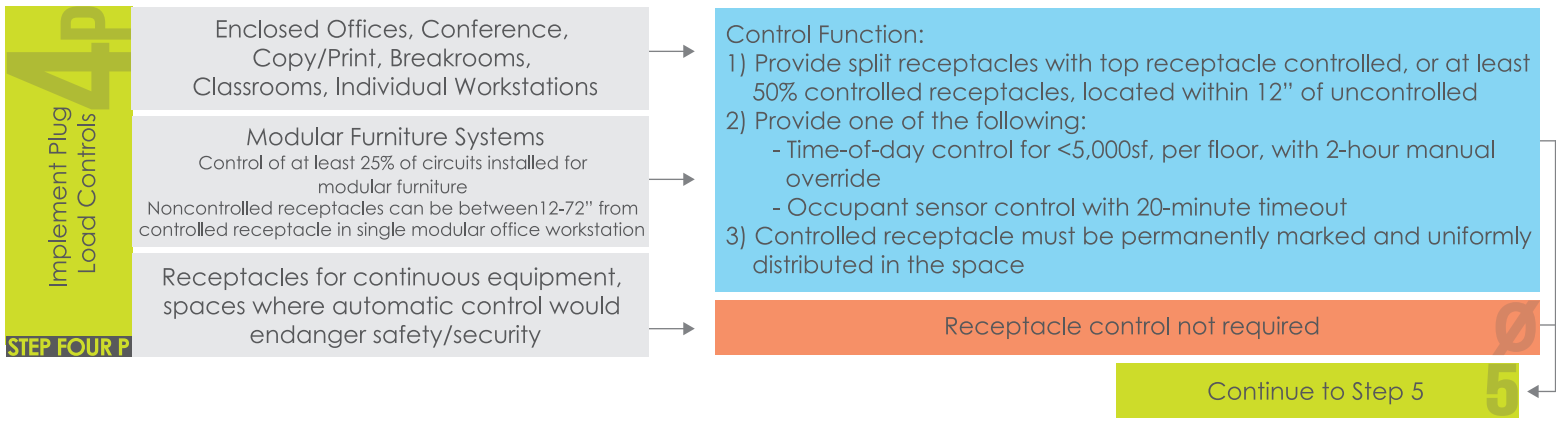 4P
Implement Plug
Load Controls
STEP FOUR P
Enclosed Offices, Conference,
Copy/Print, Breakrooms,
Classrooms, Individual Workstations
Modular Furniture Systems
Control of at least 25% of circuits installed for
modular furniture
Noncontrolled receptacles can be between12-72” from
controlled receptacle in single modular office workstation
Receptacles for continuous equipment,
spaces where automatic control would
endanger safety/security
Control Function:
1) Provide split receptacles with top receptacle controlled, or at least
50% controlled receptacles, located within 12” of uncontrolled
2) Provide one of the following:
- Time-of-day control for <5,000sf, per floor, with 2-hour manual
override
- Occupant sensor control with 20-minute timeout
3) Controlled receptacle must be permanently marked and uniformly
distributed in the space
Receptacle control not required
Ø
Continue to Step 5
5